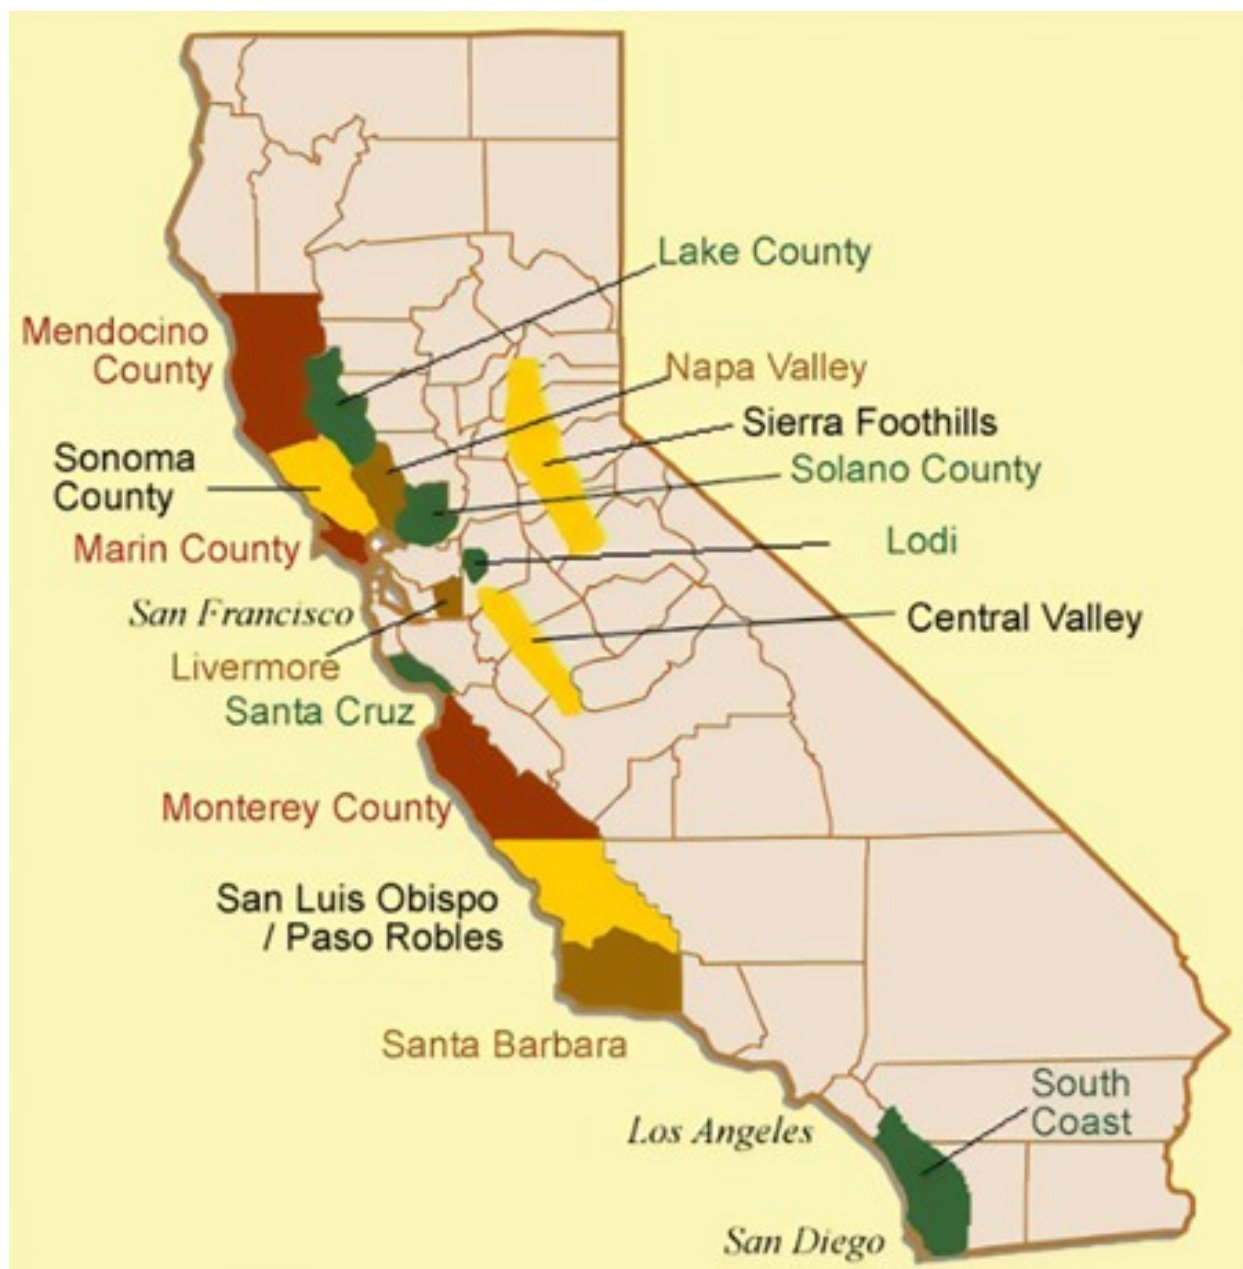 Lake County
Mendocino
County
Napa Valley
Sierra Foothills
Sonoma
County
Solano County
Marin County
Lodi
San Francisco
Central Valley
Livermore
Santa Cruz
Monterey County
San Luis Obispo
/ Paso Robles
Santa Barbara
South
Coast
Los Angeles
San Diego